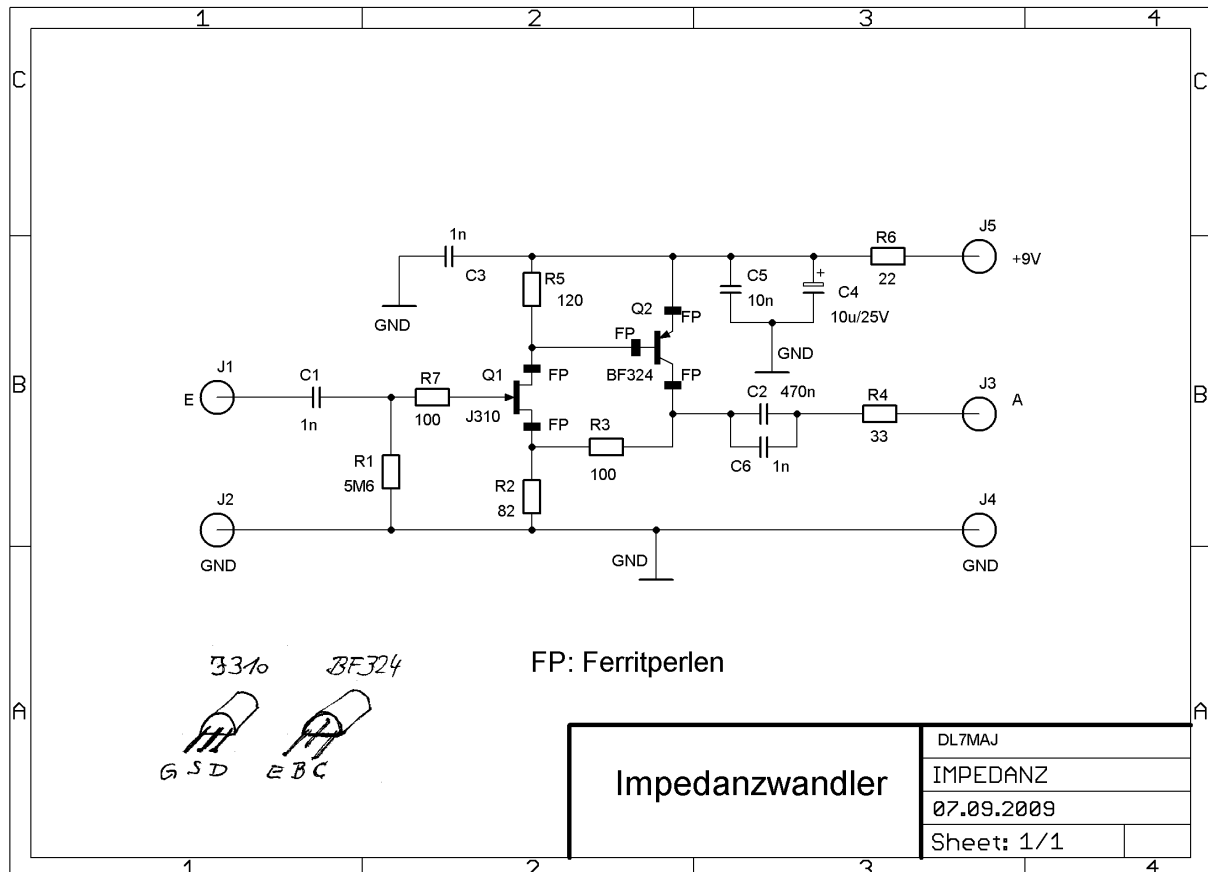 1 2 3 4
C C
1n
C3
GND
R5
120
Q2
FP
FP
BF324
FP
C5
10n
+
C4
10u/25V
GND
R6
22
J5
+9V
J1
E
C1
1n
R7
100
Q1
J310
FP
FP
R3
100
C2 470n
C6 1n
R4
33
J3
A
B B
R1
5M6
R2
82
J2
GND
GND
J4
GND
J310 BF324
G S D E B C
FP: Ferritperlen
A A
Impedanzwandler
DL7MAJ
IMPEDANZ
07.09.2009
Sheet: 1/1
1 2 3 4